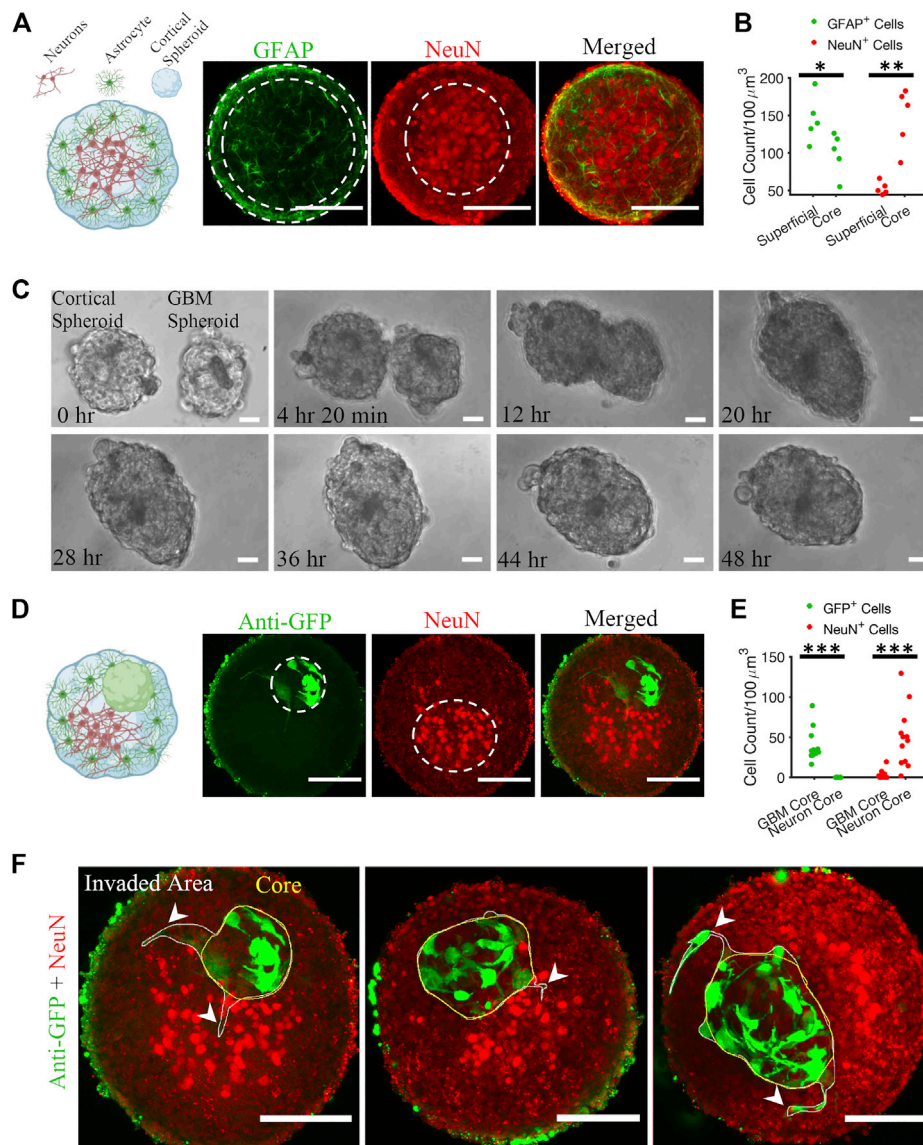 A
Neurons
Astrocyte
Cortical
Spheroid
GFAP
NeuN
Merged
B
GFAP+ Cells
NeuN+ Cells
*
**
Cell Count/100 μm3
200
150
100
50
Superficial
Core
Superficial
Core
C
Cortical
Spheroid
GBM
Spheroid
0 hr
4 hr 20 min
12 hr
20 hr
28 hr
36 hr
44 hr
48 hr
D
Anti-GFP
NeuN
Merged
E
GFP+ Cells
NeuN+ Cells
***
***
Cell Count/100 μm3
150
100
50
0
GBM Core
Neuron Core
GBM Core
Neuron Core
F
Anti-GFP + NeuN
Invaded Area
Core